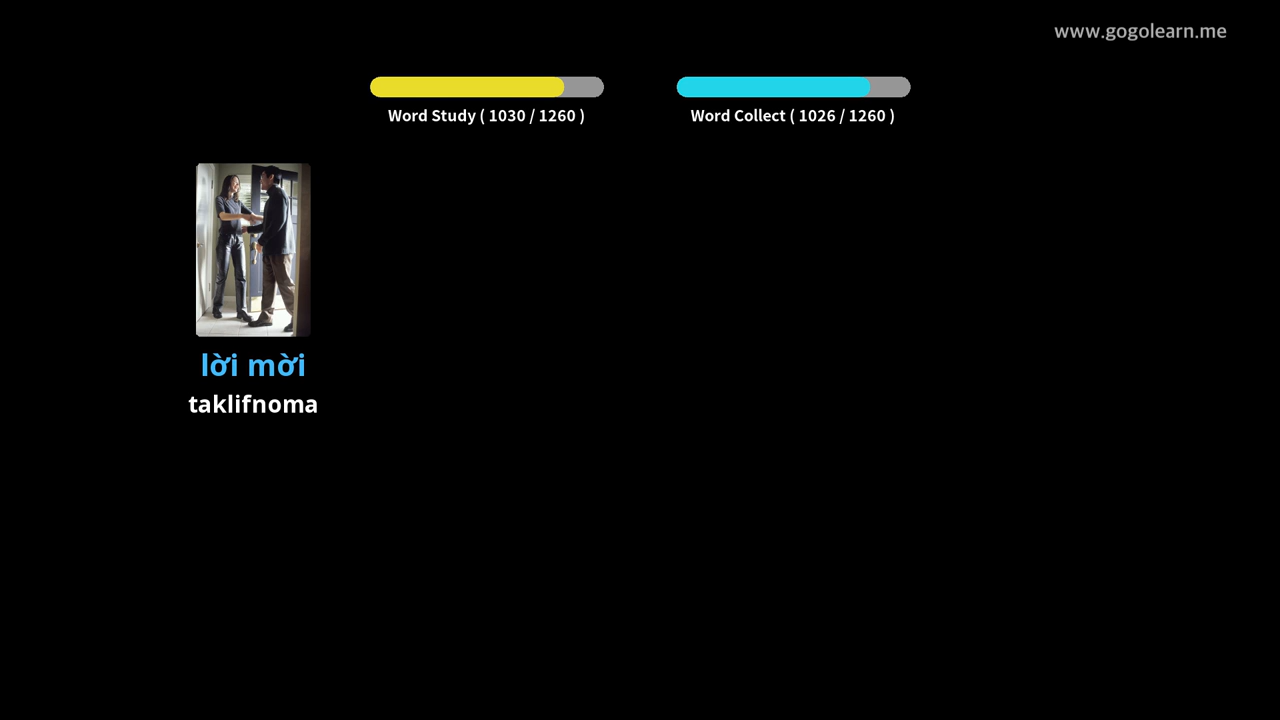 www.gogolearn.me
Word Study ( 1030 / 1260 )
Word Collect ( 1026 / 1260 )
lời mời
taklifnoma